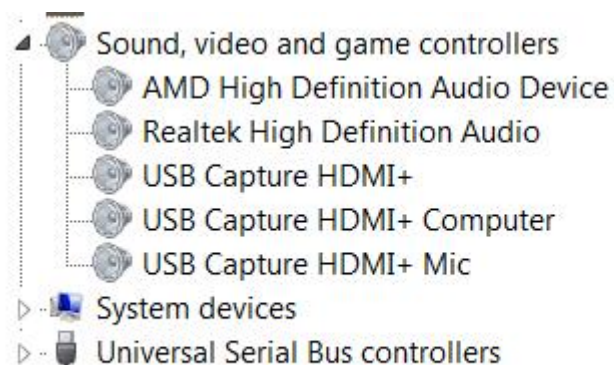 Sound, video and game controllers
AMD High Definition Audio Device
Realtek High Definition Audio
USB Capture HDMI+
USB Capture HDMI+ Computer
USB Capture HDMI+ Mic
System devices
Universal Serial Bus controllers